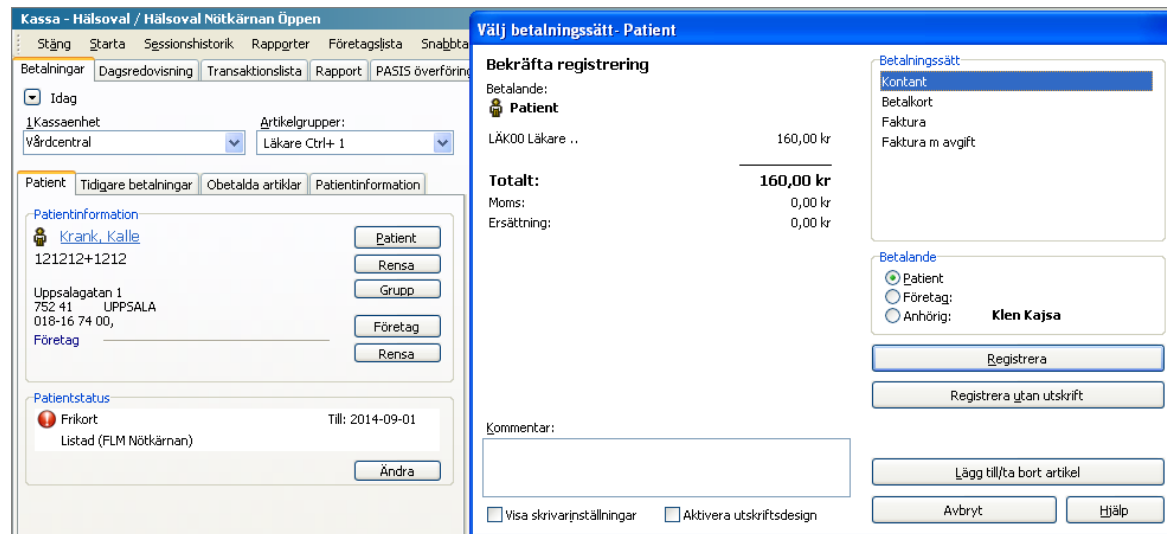 Kassa - Hälsoval / Hälsoval Nötkärnan Öppen
Stäng Starta Sessionshistorik Rapporter Företagslista Snabbta
Betalningar Dagsredovisning Transaktionslista Rapport PASIS överföring
Idag
1Kassaenhet Artikelgrupper:
Vårdcentral Läkare Ctrl+ 1
Patient Tidigare betalningar Obetalda artiklar Patientinformation
Patientinformation
Krank, Kalle Patient
121212+1212 Rensa
Grupp
Uppsalagatan 1
752 41 UPPSALA
018-16 74 00, Företag
Företag
Rensa
Patientstatus
Frikort Till: 2014-09-01
Listad (FLM Nötkärnan)
Ändra
Välj betalningssätt- Patient
Bekräfta registrering
Betalande:
Patient
LÄK00 Läkare .. 160,00 kr
Totalt: 160,00 kr
Moms: 0,00 kr
Ersättning: 0,00 kr
Kommentar:
Visa skrivarinställningar Aktivera utskriftsdesign
Betalningssätt
Kontant
Betalkort
Faktura
Faktura m avgift
Betalande
Patient
Företag:
Anhörig: Klen Kajsa
Registrera
Registrera utan utskrift
Lägg till/ta bort artikel
Avbryt Hjälp